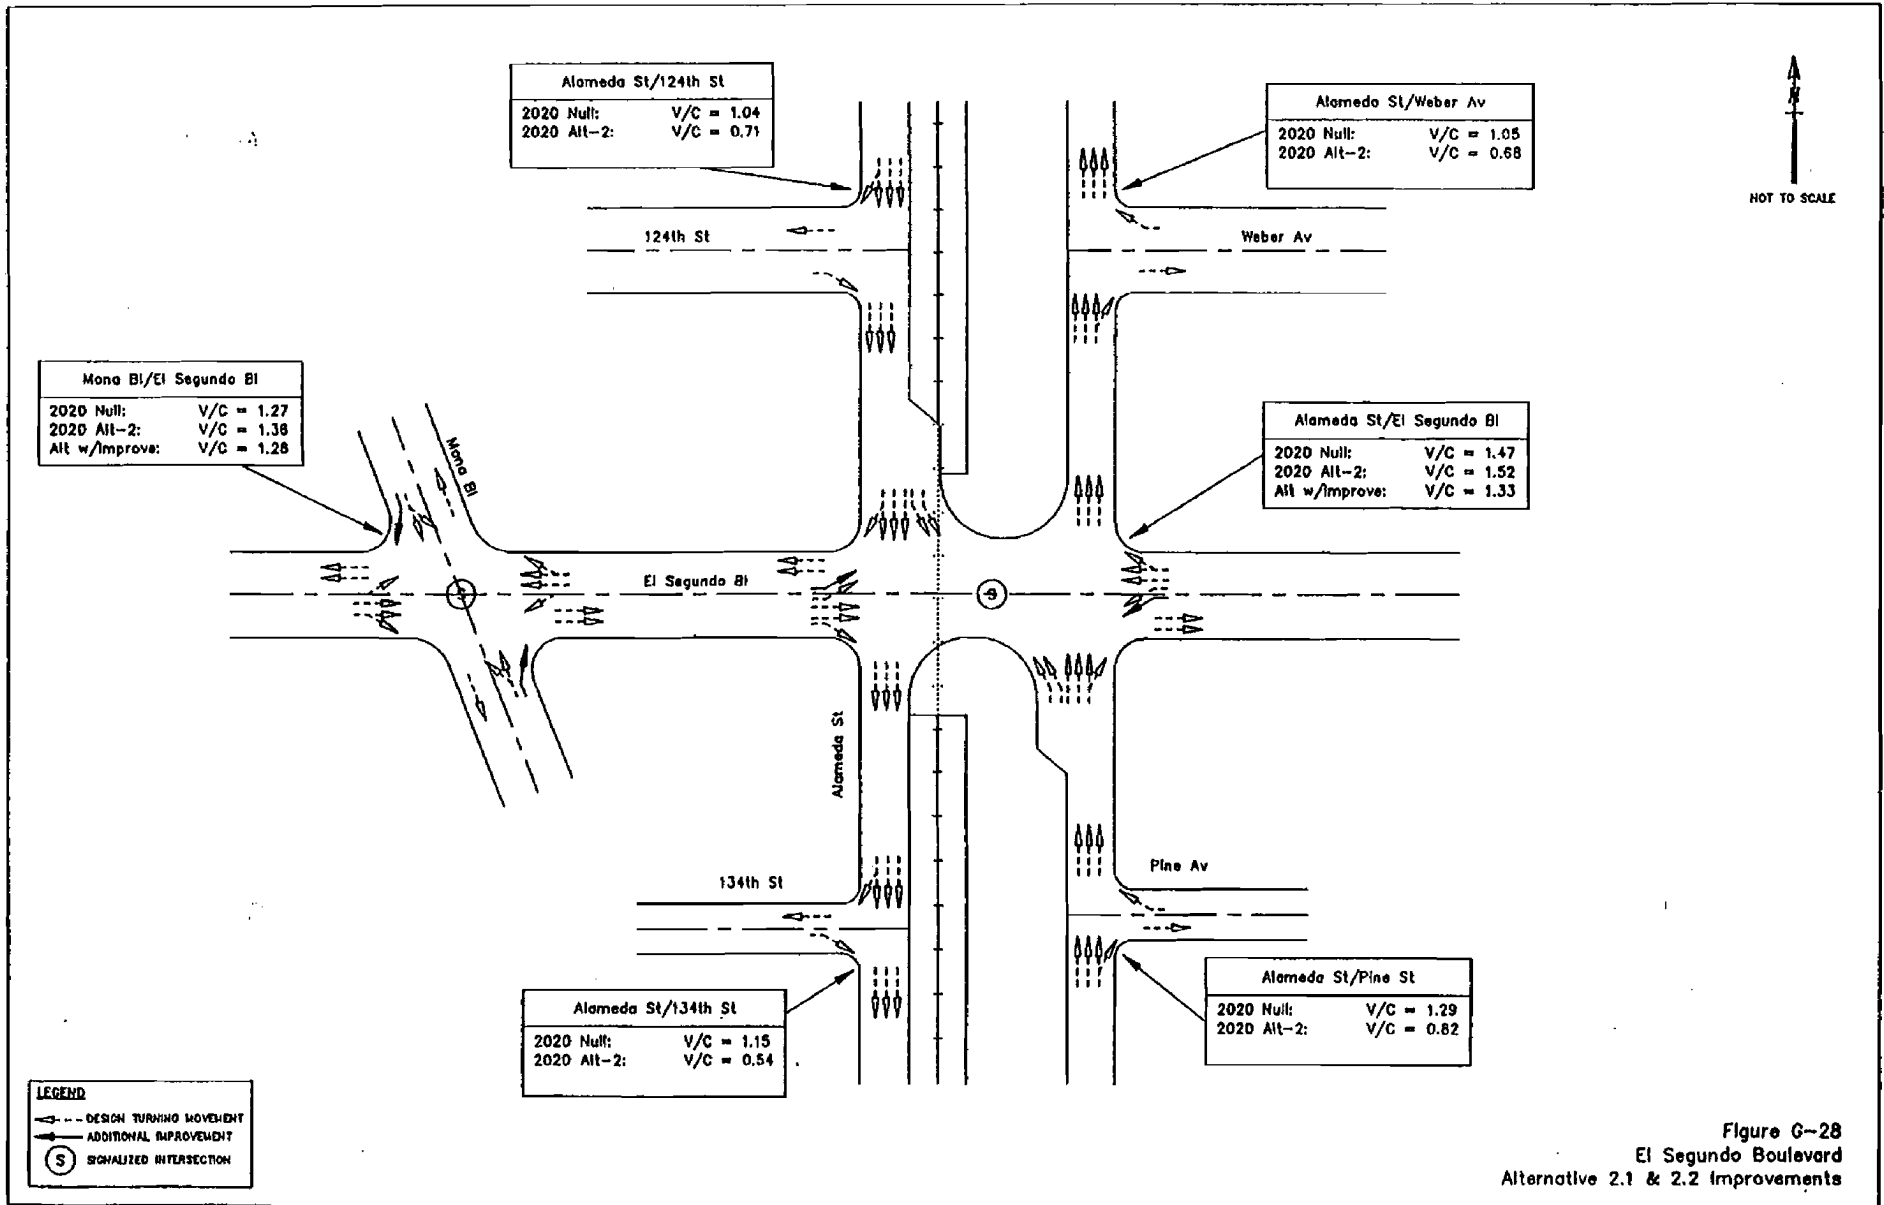 Alameda St/124th St
2020 Null: V/C = 1.04
2020 Alt-2: V/C = 0.71
Alameda St/Weber Av
2020 Null: V/C = 1.05
2020 Alt-2: V/C = 0.68
N
NOT TO SCALE
124th St
Weber Av
Mona Bl/El Segundo Bl
2020 Null: V/C = 1.27
2020 Alt-2: V/C = 1.36
Alt w/Improve: V/C = 1.28
Mona Bl
Alameda St/El Segundo Bl
2020 Null: V/C = 1.47
2020 Alt-2: V/C = 1.52
Alt w/Improve: V/C = 1.33
El Segundo Bl
S
S
Alameda St
134th St
Pine Av
Alameda St/134th St
2020 Null: V/C = 1.15
2020 Alt-2: V/C = 0.54
Alameda St/Pine St
2020 Null: V/C = 1.29
2020 Alt-2: V/C = 0.82
LEGEND
DESIGN TURNING MOVEMENT
ADDITIONAL IMPROVEMENT
S SIGNALIZED INTERSECTION
Figure G-28
El Segundo Boulevard
Alternative 2.1 & 2.2 Improvements